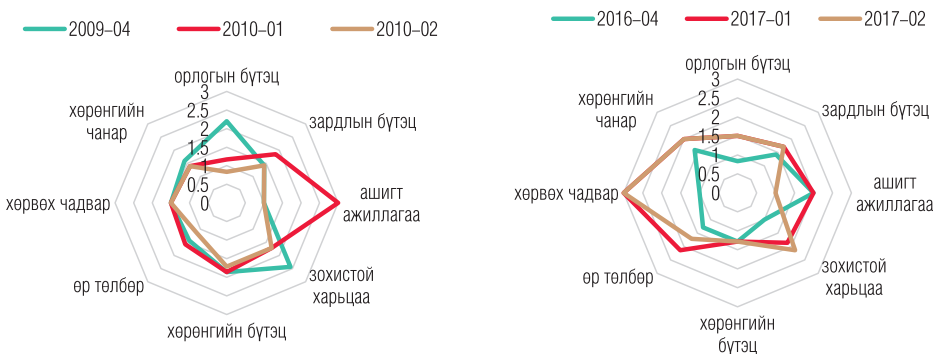 2009–04 2010–01 2010–02
орлогын бүтэц
3
2.5
2
1.5
1
0.5
0
зардлын бүтэц
ашигт
ажиллагаа
зохистой
харьцаа
хөрөнгийн бүтэц
өр төлбөр
хөрвөх чадвар
хөрөнгийн
чанар
2016–04 2017–01 2017–02
орлогын бүтэц
3
2.5
2
1.5
1
0.5
0
зардлын бүтэц
ашигт
ажиллагаа
зохистой
харьцаа
хөрөнгийн
бүтэц
өр төлбөр
хөрвөх чадвар
хөрөнгийн
чанар